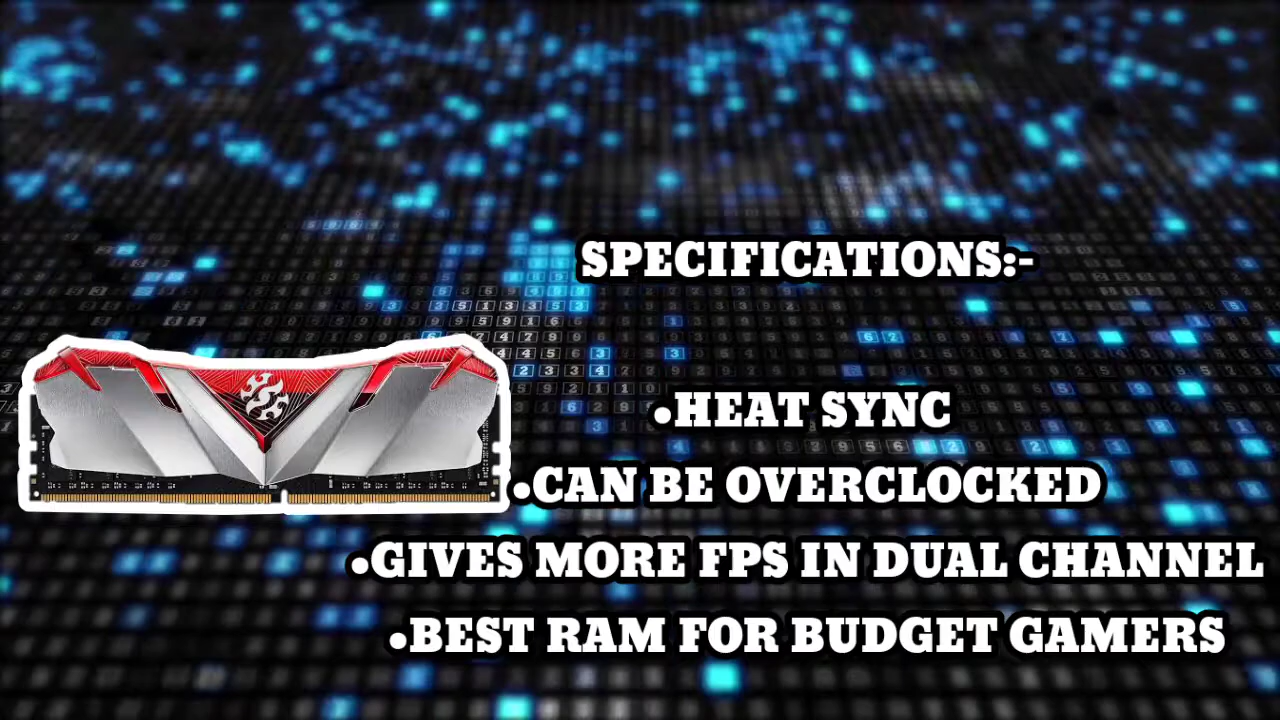 SPECIFICATIONS:-
•HEAT SYNC
•CAN BE OVERCLOCKED
•GIVES MORE FPS IN DUAL CHANNEL
•BEST RAM FOR BUDGET GAMERS